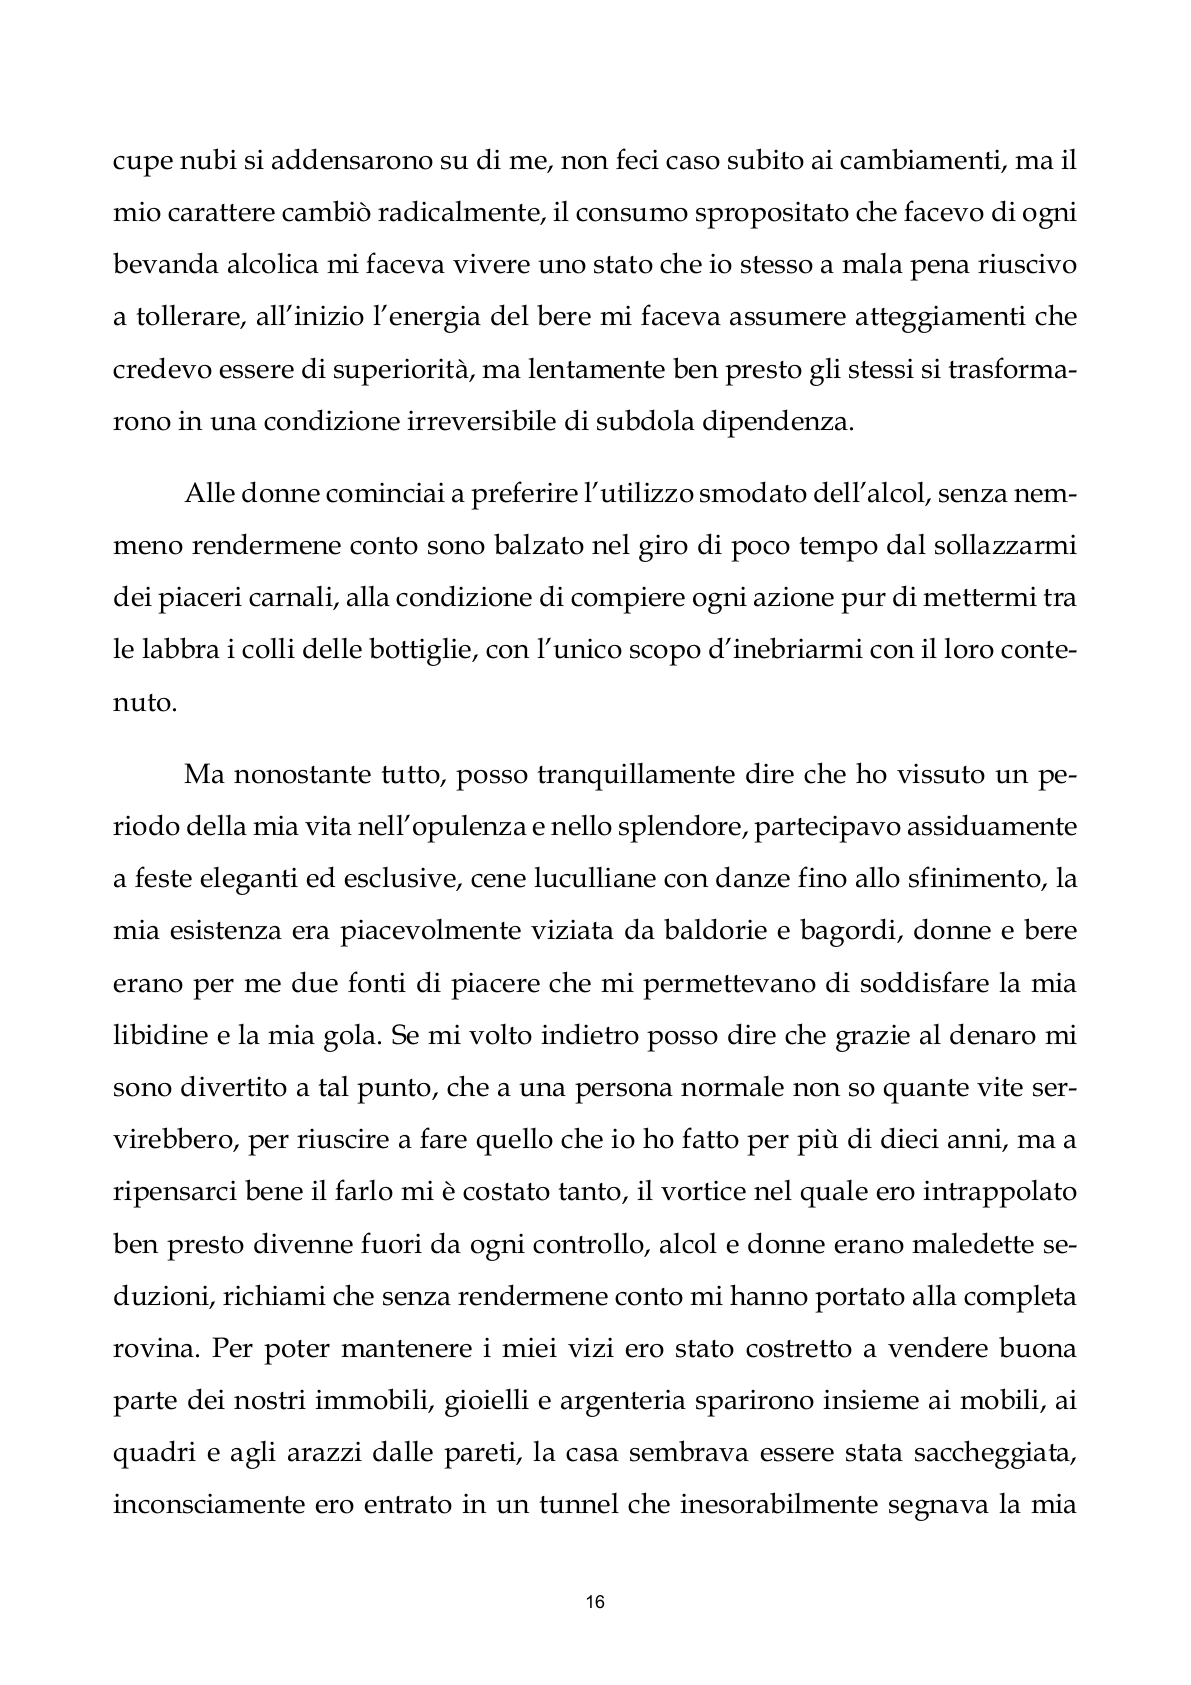 cupe nubi si addensarono su di me, non feci caso subito ai cambiamenti, ma il
mio carattere cambiò radicalmente, il consumo spropositato che facevo di ogni
bevanda alcolica mi faceva vivere uno stato che io stesso a mala pena riuscivo
a tollerare, all’inizio l’energia del bere mi faceva assumere atteggiamenti che
credevo essere di superiorità, ma lentamente ben presto gli stessi si trasforma-
rono in una condizione irreversibile di subdola dipendenza.
Alle donne cominciai a preferire l’utilizzo smodato dell’alcol, senza nem-
meno rendermene conto sono balzato nel giro di poco tempo dal sollazzarmi
dei piaceri carnali, alla condizione di compiere ogni azione pur di mettermi tra
le labbra i colli delle bottiglie, con l’unico scopo d’inebriarmi con il loro conte-
nuto.
Ma nonostante tutto, posso tranquillamente dire che ho vissuto un pe-
riodo della mia vita nell’opulenza e nello splendore, partecipavo assiduamente
a feste eleganti ed esclusive, cene luculliane con danze fino allo sfinimento, la
mia esistenza era piacevolmente viziata da baldorie e bagordi, donne e bere
erano per me due fonti di piacere che mi permettevano di soddisfare la mia
libidine e la mia gola. Se mi volto indietro posso dire che grazie al denaro mi
sono divertito a tal punto, che a una persona normale non so quante vite ser-
virebbero, per riuscire a fare quello che io ho fatto per più di dieci anni, ma a
ripensarci bene il farlo mi è costato tanto, il vortice nel quale ero intrappolato
ben presto divenne fuori da ogni controllo, alcol e donne erano maledette se-
duzioni, richiami che senza rendermene conto mi hanno portato alla completa
rovina. Per poter mantenere i miei vizi ero stato costretto a vendere buona
parte dei nostri immobili, gioielli e argenteria sparirono insieme ai mobili, ai
quadri e agli arazzi dalle pareti, la casa sembrava essere stata saccheggiata,
inconsciamente ero entrato in un tunnel che inesorabilmente segnava la mia
16